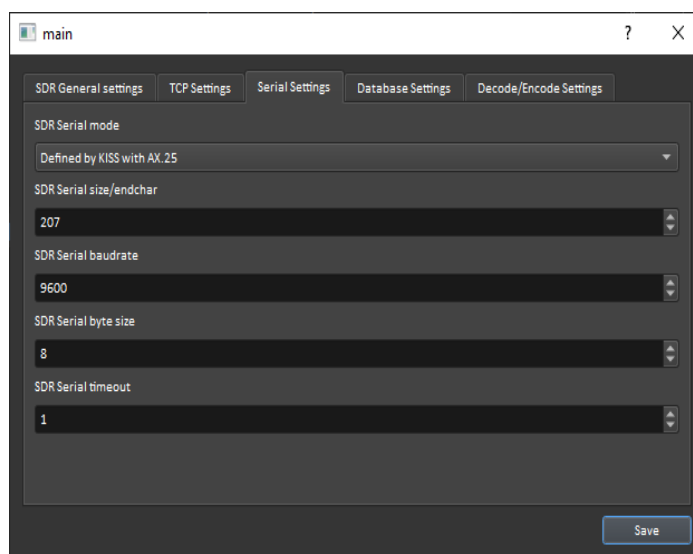 main ?
SDR General settings TCP Settings Serial Settings Database Settings Decode/Encode Settings
SDR Serial mode
Defined by KISS with AX.25
SDR Serial size/endchar
207
SDR Serial baudrate
9600
SDR Serial byte size
8
SDR Serial timeout
1
Save